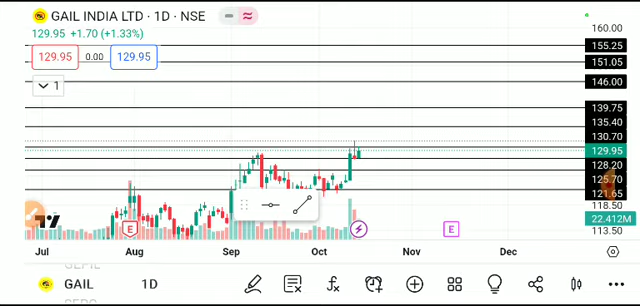 GAIL INDIA LTD · 1D · NSE
129.95 +1.70 (+1.33%)
129.95 0.00 129.95
1
160.00
155.25
151.05
146.00
139.75
135.40
130.70
129.95
128.20
125.70
121.65
118.50
22.412M
113.50
E
E
Jul Aug Sep Oct Nov Dec
GAIL 1D